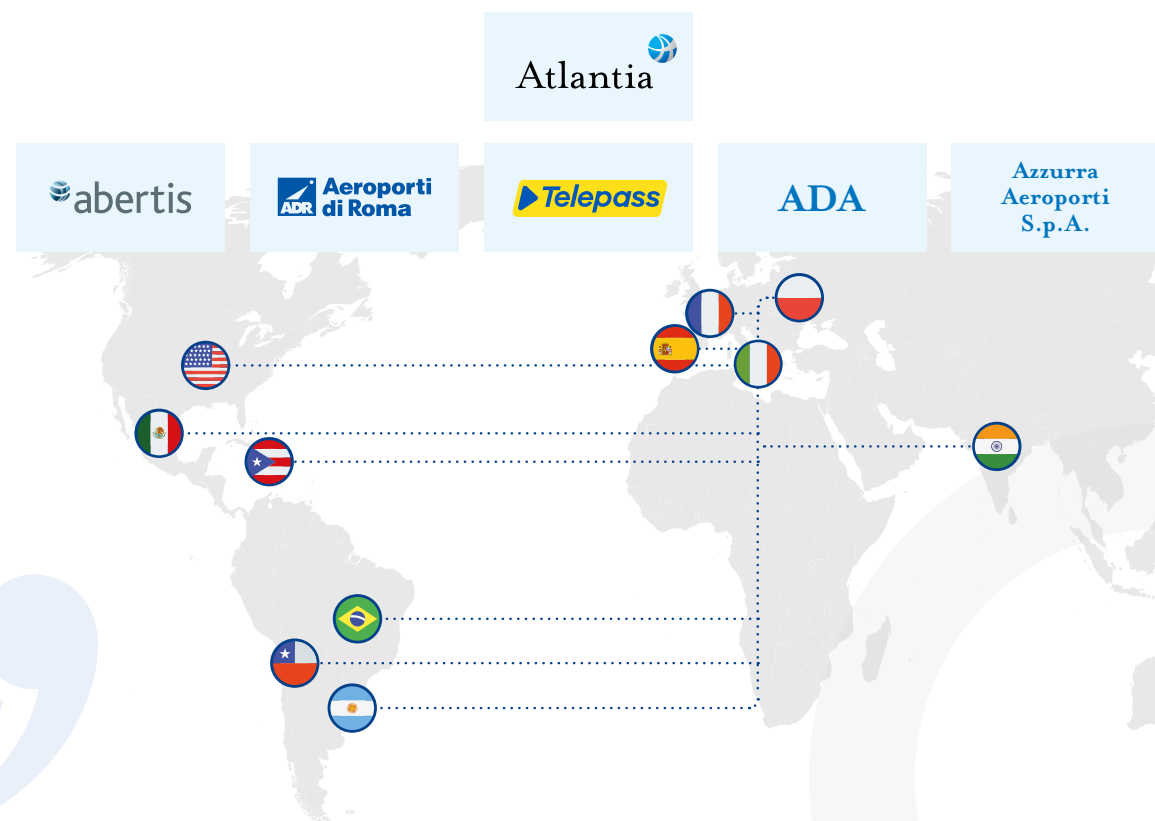 Atlantia
abertis
ADR
Aeroporti
di Roma
Telepass
ADA
Azzurra
Aeroporti
S.p.A.